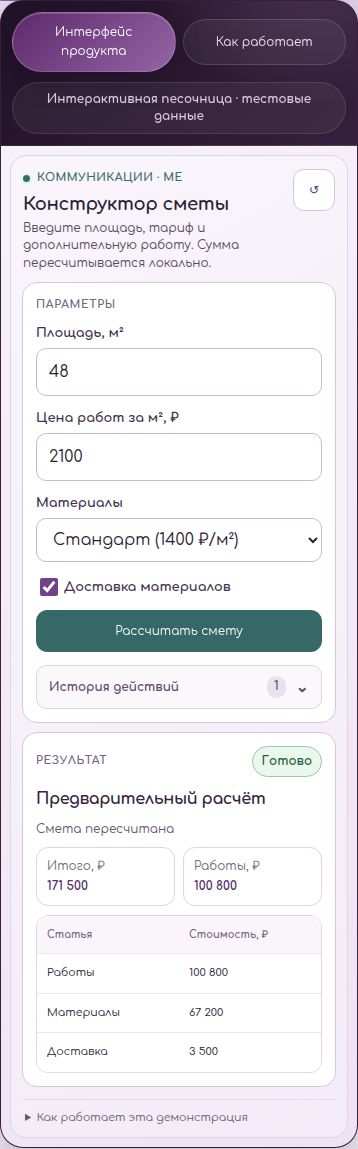 Интерфейс
продукта
Как работает
Интерактивная песочница · тестовые
данные
КОММУНИКАЦИИ · ME
Конструктор сметы
Введите площадь, тариф и
дополнительную работу. Сумма
пересчитывается локально.
↺
ПАРАМЕТРЫ
Площадь, м²
48
Цена работ за м², ₽
2100
Материалы
Стандарт (1400 ₽/м²)
Доставка материалов
Рассчитать смету
История действий 1
РЕЗУЛЬТАТ
Готово
Предварительный расчёт
Смета пересчитана
Итого, ₽
171 500
Работы, ₽
100 800
Статья Стоимость, ₽
Работы 100 800
Материалы 67 200
Доставка 3 500
Как работает эта демонстрация